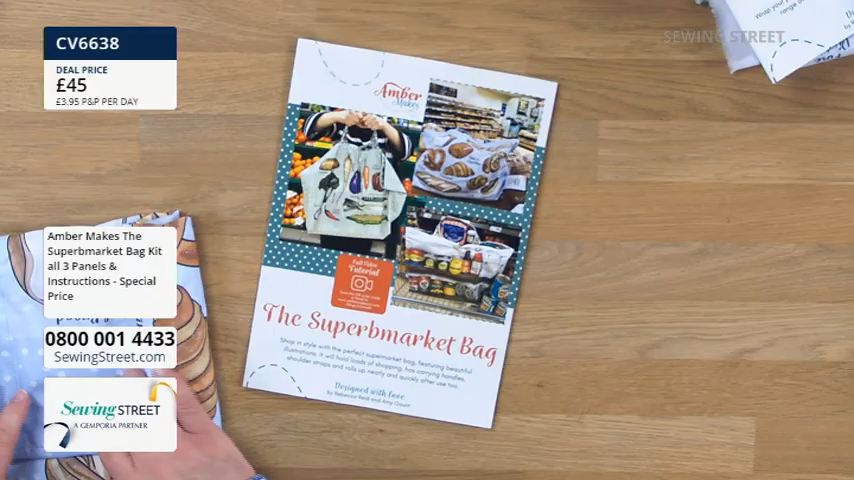 CV6638
DEAL PRICE
£45
£3.95 P&P PER DAY
SEWING STREET
Amber
Makes
Full Video
Tutorial
The Superbmarket Bag
Shop in style with the perfect supermarket bag, featuring beautiful
illustrations. It will hold loads of shopping, has carrying handles,
shoulder straps and rolls up neatly and quickly after use too.
Designed with love
by Rebecca Reid and Amy Gaunt
Amber Makes The
Superbmarket Bag Kit
all 3 Panels &
Instructions - Special
Price
0800 001 4433
SewingStreet.com
Sewing STREET
A GEMPORIA PARTNER